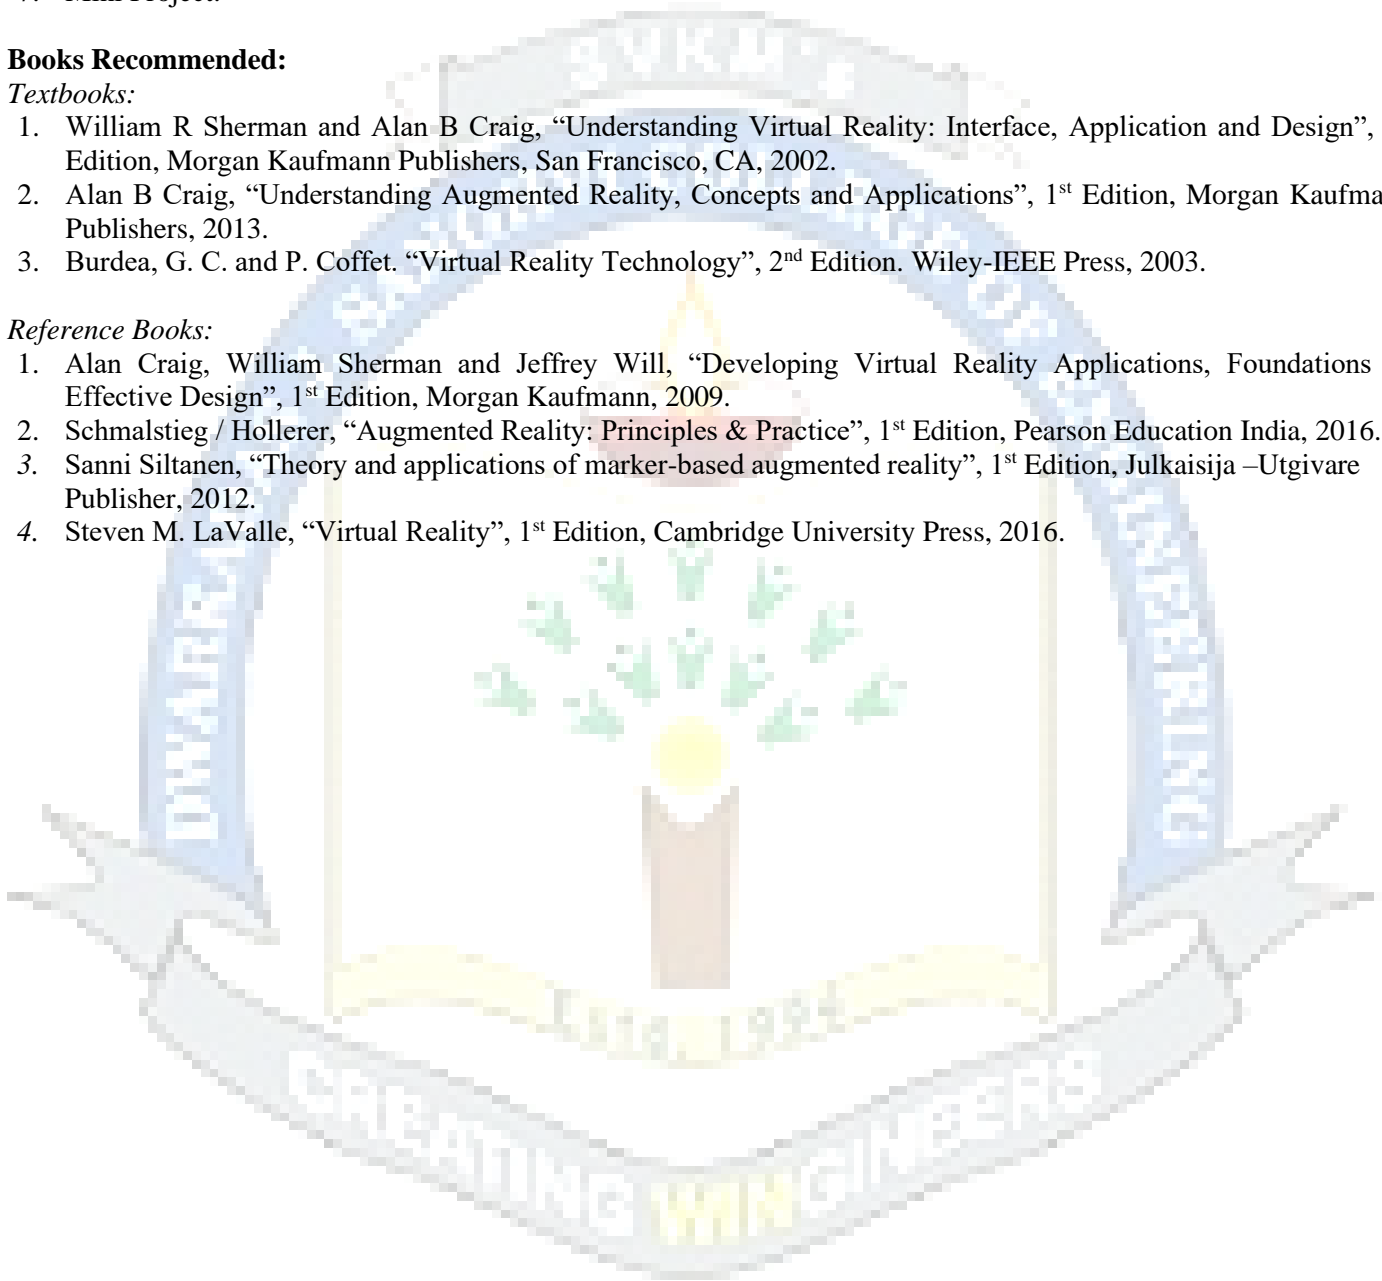 Mini Project.
Books Recommended:
Textbooks:
1. William R Sherman and Alan B Craig, “Understanding Virtual Reality: Interface, Application and Design”,
Edition, Morgan Kaufmann Publishers, San Francisco, CA, 2002.
2. Alan B Craig, “Understanding Augmented Reality, Concepts and Applications”, 1st Edition, Morgan Kaufma
Publishers, 2013.
3. Burdea, G. C. and P. Coffet. “Virtual Reality Technology”, 2nd Edition. Wiley-IEEE Press, 2003.
Reference Books:
1. Alan Craig, William Sherman and Jeffrey Will, “Developing Virtual Reality Applications, Foundations
Effective Design”, 1st Edition, Morgan Kaufmann, 2009.
2. Schmalstieg / Hollerer, “Augmented Reality: Principles & Practice”, 1st Edition, Pearson Education India, 2016.
3. Sanni Siltanen, “Theory and applications of marker-based augmented reality”, 1st Edition, Julkaisija –Utgivare
Publisher, 2012.
4. Steven M. LaValle, “Virtual Reality”, 1st Edition, Cambridge University Press, 2016.
SVKM's
OF ENGINEERING
Estd. 1994
CREATING WINGINEERS